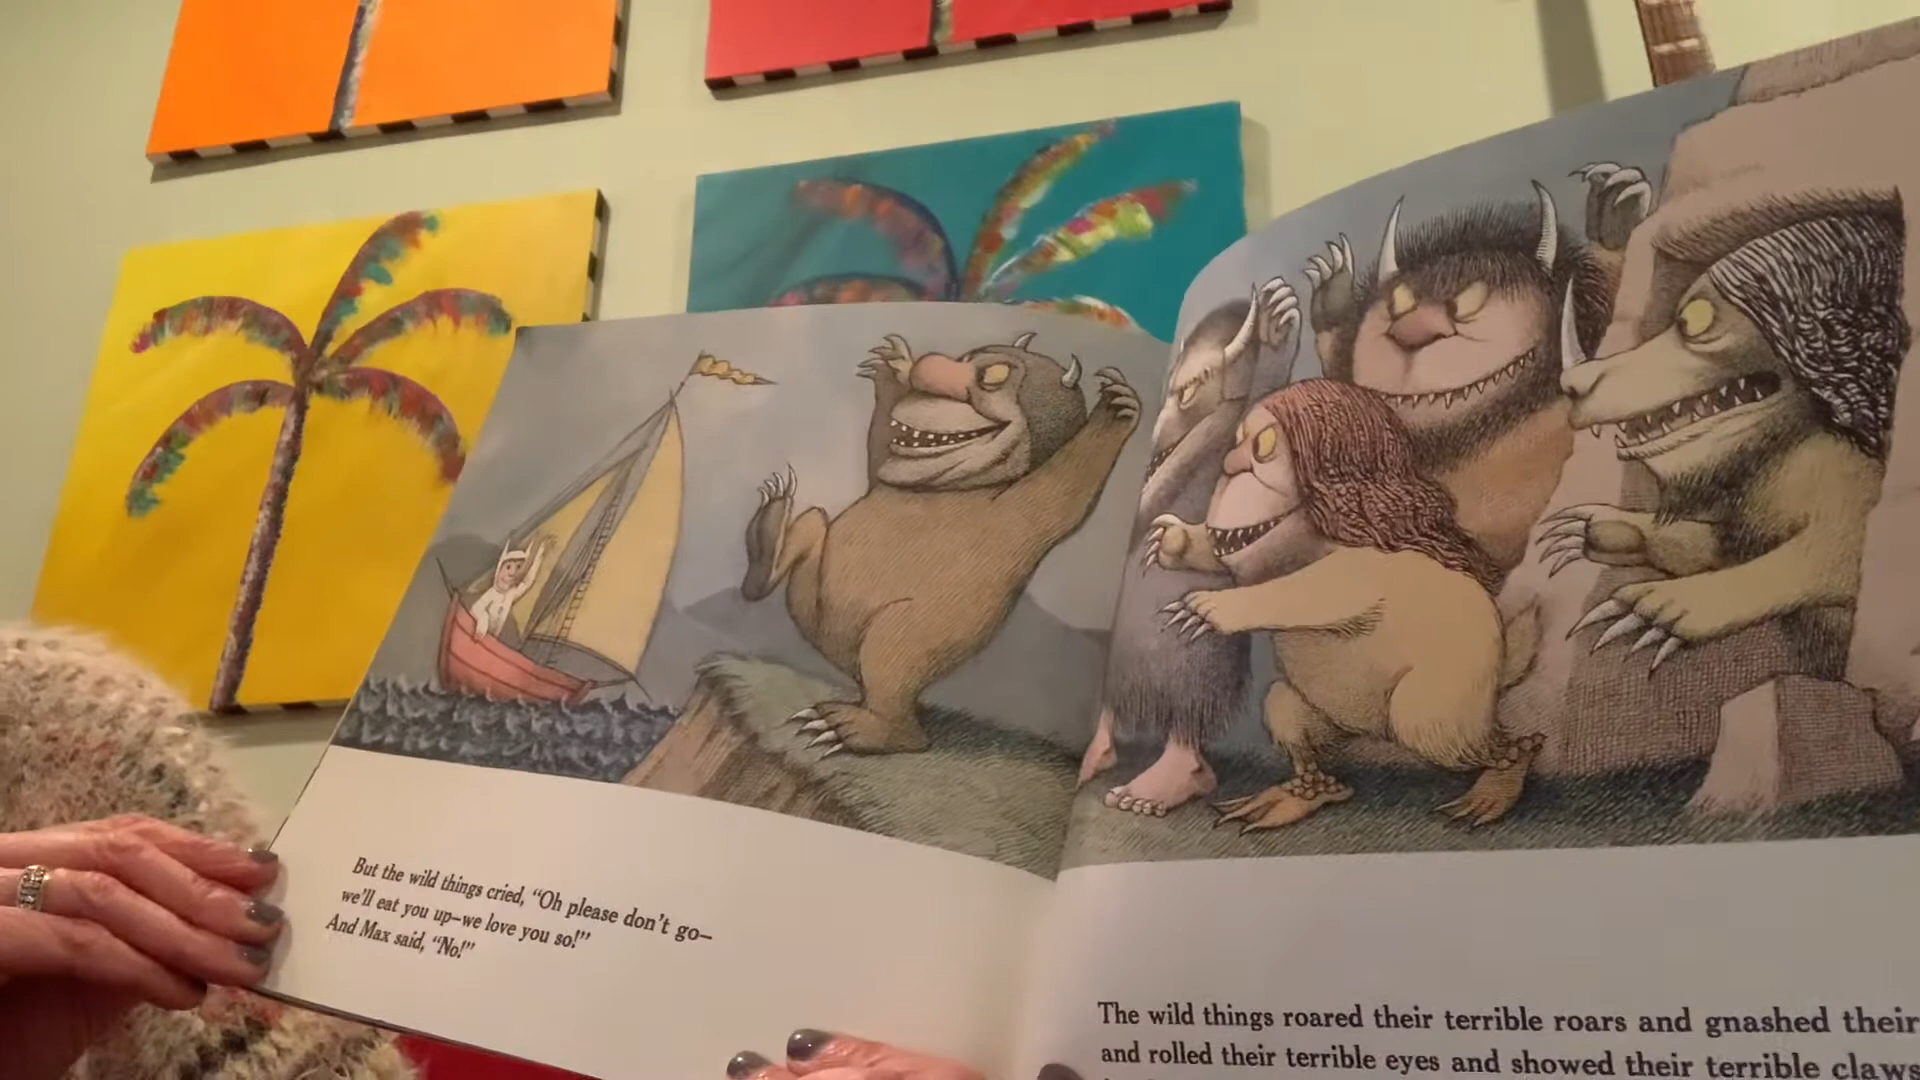 But the wild things cried, “Oh please don’t go–
we’ll eat you up–we love you so!”
And Max said, “No!”
The wild things roared their terrible roars and gnashed their
and rolled their terrible eyes and showed their terrible claws